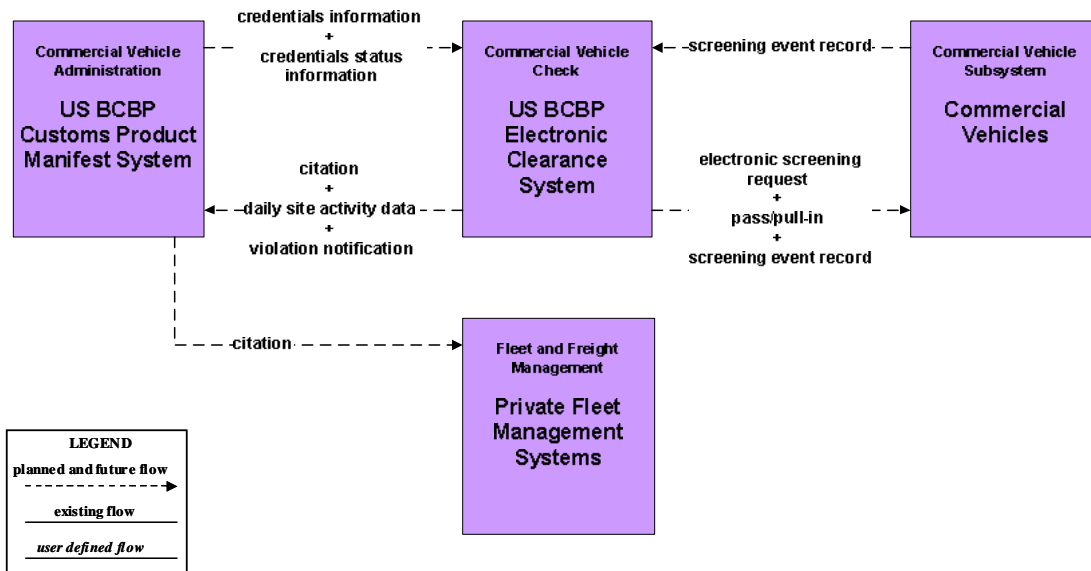 Commercial Vehicle
Administration
US BCBP
Customs Product
Manifest System
credentials information
+
credentials status
information
Commercial Vehicle
Check
US BCBP
Electronic
Clearance
System
screening event record
Commercial Vehicle
Subsystem
Commercial
Vehicles
citation
+
daily site activity data
+
violation notification
electronic screening
request
+
pass/pull-in
+
screening event record
citation
Fleet and Freight
Management
Private Fleet
Management
Systems
LEGEND
planned and future flow
existing flow
user defined flow